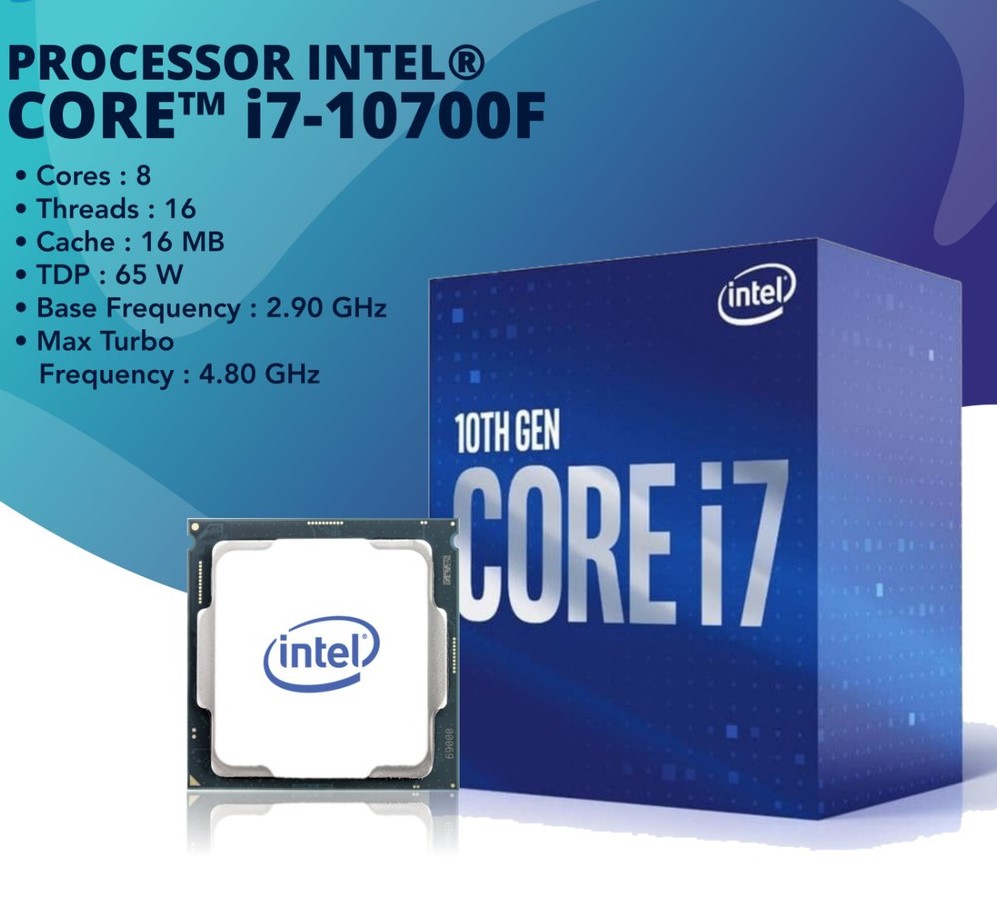 PROCESSOR INTEL®
CORE™ i7-10700F
• Cores : 8
• Threads : 16
• Cache : 16 MB
• TDP : 65 W
• Base Frequency : 2.90 GHz
• Max Turbo
Frequency : 4.80 GHz
intel®
10TH GEN
CORE i7
intel®
69000